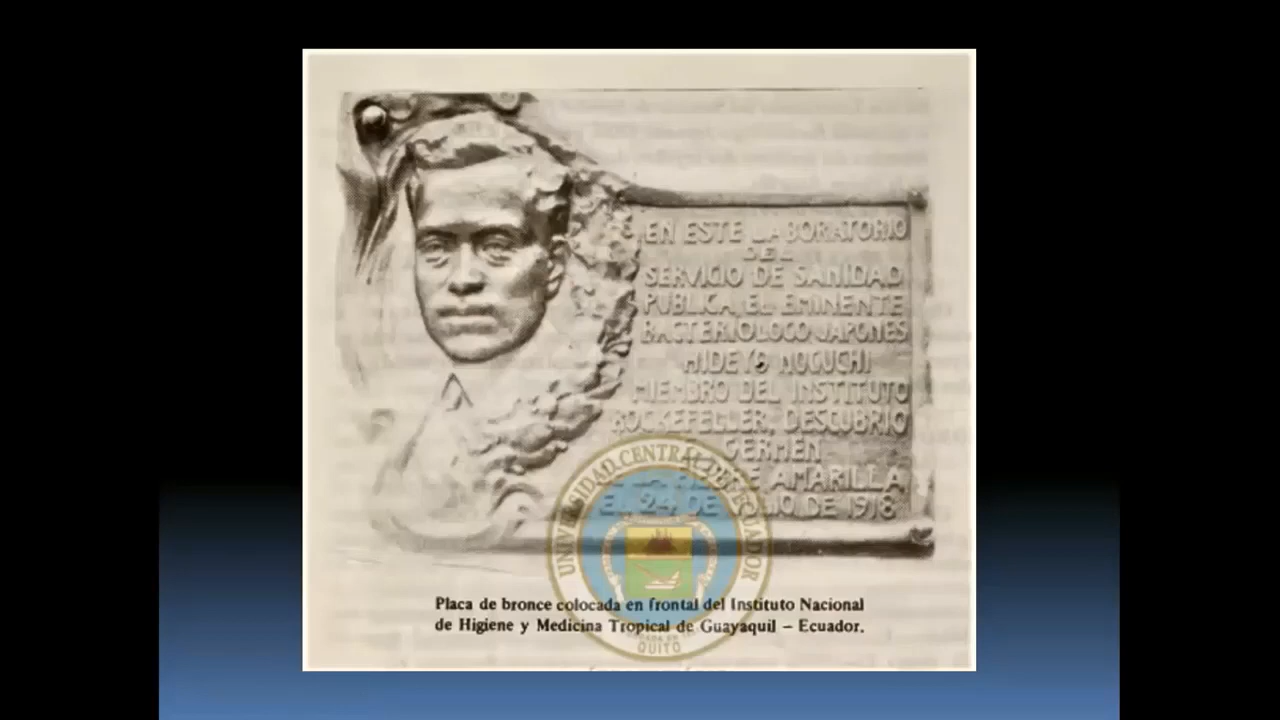 EN ESTE LABORATORIO
DEL
SERVICIO DE SANIDAD
PUBLICA, EL EMINENTE
BACTERIOLOGO JAPONES
HIDEYO NOGUCHI
MIEMBRO DEL INSTITUTO
ROCKEFELLER, DESCUBRIO
GERMEN
AMARILLA
EL 24 DE DE 1918
UNIVERSIDAD CENTRAL DEL ECUADOR
QUITO
Placa de bronce colocada en frontal del Instituto Nacional
de Higiene y Medicina Tropical de Guayaquil – Ecuador.